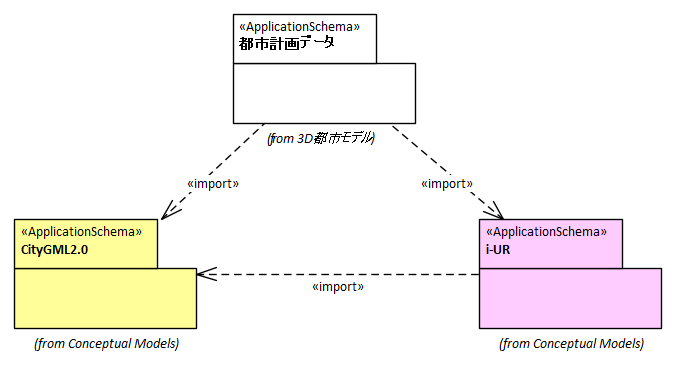 «ApplicationSchema»
都市計画データ
(from 3D都市モデル)
«import»
«import»
«ApplicationSchema»
CityGML2.0
«ApplicationSchema»
i-UR
«import»
(from Conceptual Models)
(from Conceptual Models)